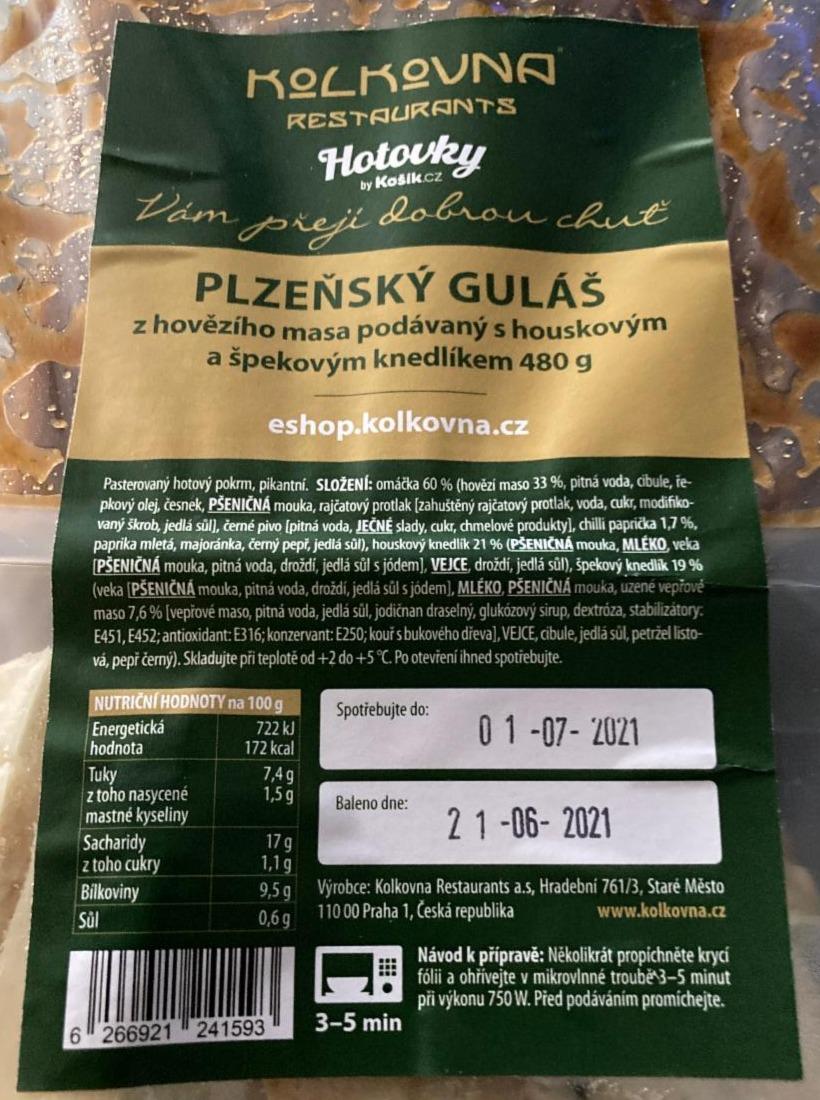 KOLKOVNA
RESTAURANTS
Hotovky
by Košík.cz
Vám přejí dobrou chuť
PLZEŇSKÝ GULÁŠ
z hovězího masa podávaný s houskovým
a špekovým knedlíkem 480 g
eshop.kolkovna.cz
Pasterovaný hotový pokrm, pikantní. SLOŽENÍ: omáčka 60 % (hovězí maso 33 %, pitná voda, cibule, ře-
pkový olej, česnek, PŠENIČNÁ mouka, rajčatový protlak [zahuštěný rajčatový protlak, voda, cukr, modifiko-
vaný škrob, jedlá sůl], černé pivo [pitná voda, JEČNÉ slady, cukr, chmelové produkty], chilli paprička 1,7 %,
paprika mletá, majoránka, černý pepř, jedlá sůl), houskový knedlík 21 % (PŠENIČNÁ mouka, MLÉKO, veka
[PŠENIČNÁ mouka, pitná voda, droždí, jedlá sůl s jódem], VEJCE, droždí, jedlá sůl), špekový knedlík 19 %
(veka [PŠENIČNÁ mouka, pitná voda, droždí, jedlá sůl s jódem], MLÉKO, PŠENIČNÁ mouka, uzené vepřové
maso 7,6 % [vepřové maso, pitná voda, jedlá sůl, jodičnan draselný, glukózový sirup, dextróza, stabilizátory:
E451, E452; antioxidant: E316; konzervant: E250; kouř s bukového dřeva], VEJCE, cibule, jedlá sůl, petržel listo-
vá, pepř černý). Skladujte při teplotě od +2 do +5 °C. Po otevření ihned spotřebujte.
NUTRIČNÍ HODNOTY na 100 g
Energetická 722 kJ
hodnota 172 kcal
Tuky 7,4 g
z toho nasycené 1,5 g
mastné kyseliny
Sacharidy 17 g
z toho cukry 1,1 g
Bílkoviny 9,5 g
Sůl 0,6 g
Spotřebujte do: 01-07-2021
Baleno dne: 21-06-2021
Výrobce: Kolkovna Restaurants a.s, Hradební 761/3, Staré Město
110 00 Praha 1, Česká republika www.kolkovna.cz
Návod k přípravě: Několikrát propíchněte krycí
fólii a ohřívejte v mikrovlnné troubě 3–5 minut
při výkonu 750 W. Před podáváním promíchejte.
3–5 min
6 266921 241593